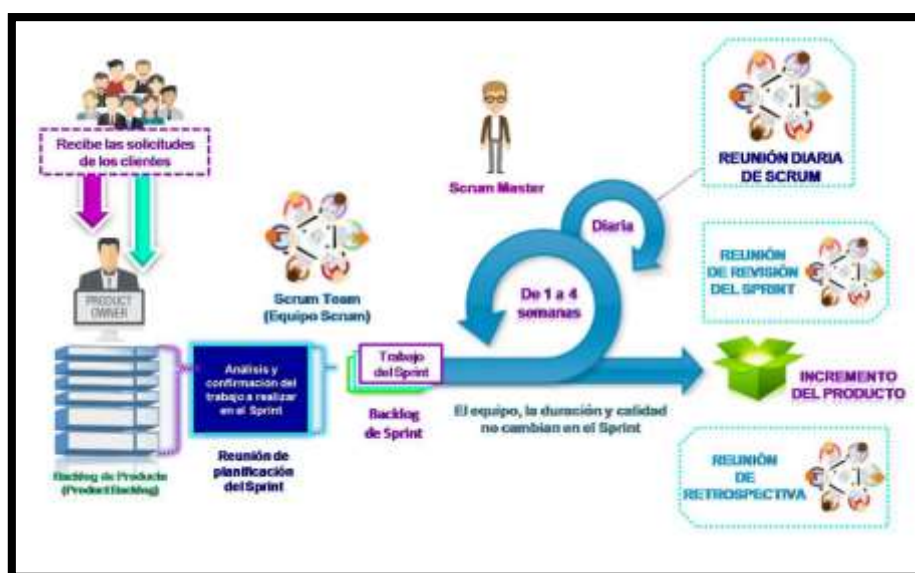 Recibe las solicitudes
de los clientes
PRODUCT
OWNER
Backlog de Producto
(Product Backlog)
Análisis y
confirmación del
trabajo a realizar
en el Sprint
Reunión de
planificación
del Sprint
Scrum Team
(Equipo Scrum)
Trabajo
del Sprint
Backlog
de Sprint
Scrum Master
Diaria
De 1 a 4
semanas
El equipo, la duración y calidad
no cambian en el Sprint
REUNIÓN DIARIA
DE SCRUM
REUNIÓN
DE REVISIÓN
DEL SPRINT
INCREMENTO
DEL PRODUCTO
REUNIÓN
DE
RETROSPECTIVA